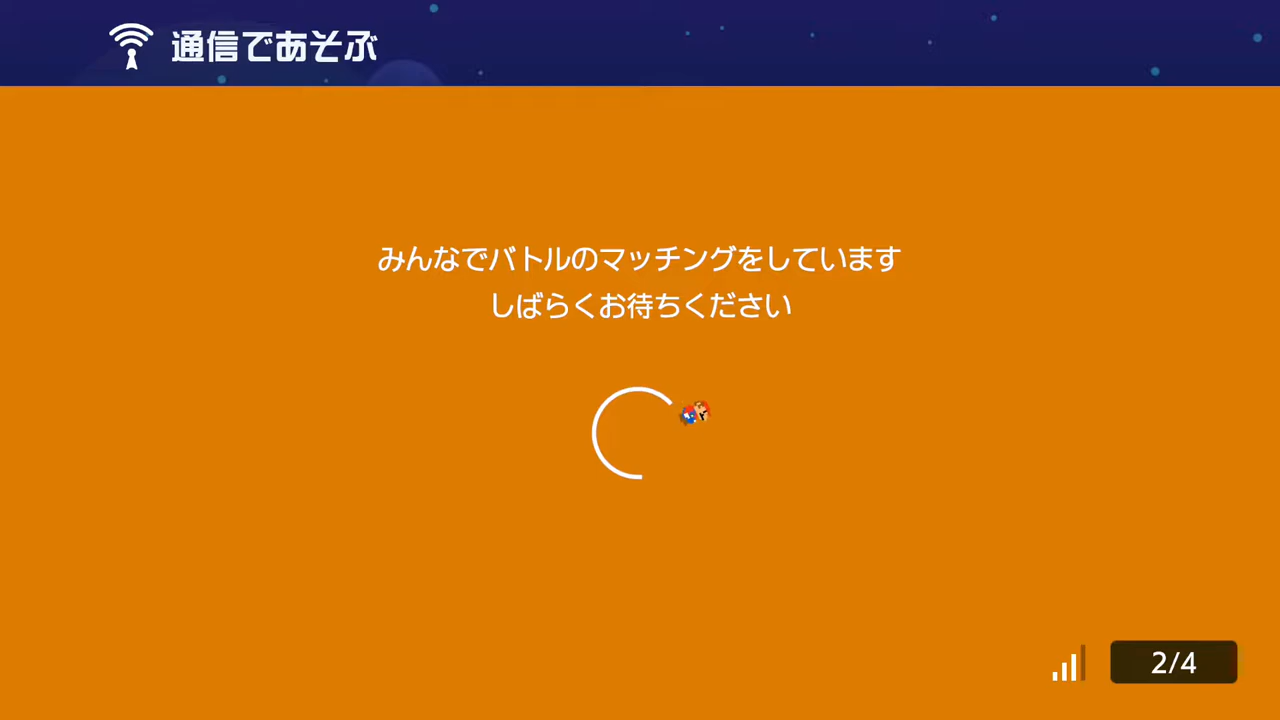 通信であそぶ
みんなでバトルのマッチングをしています
しばらくお待ちください
2/4